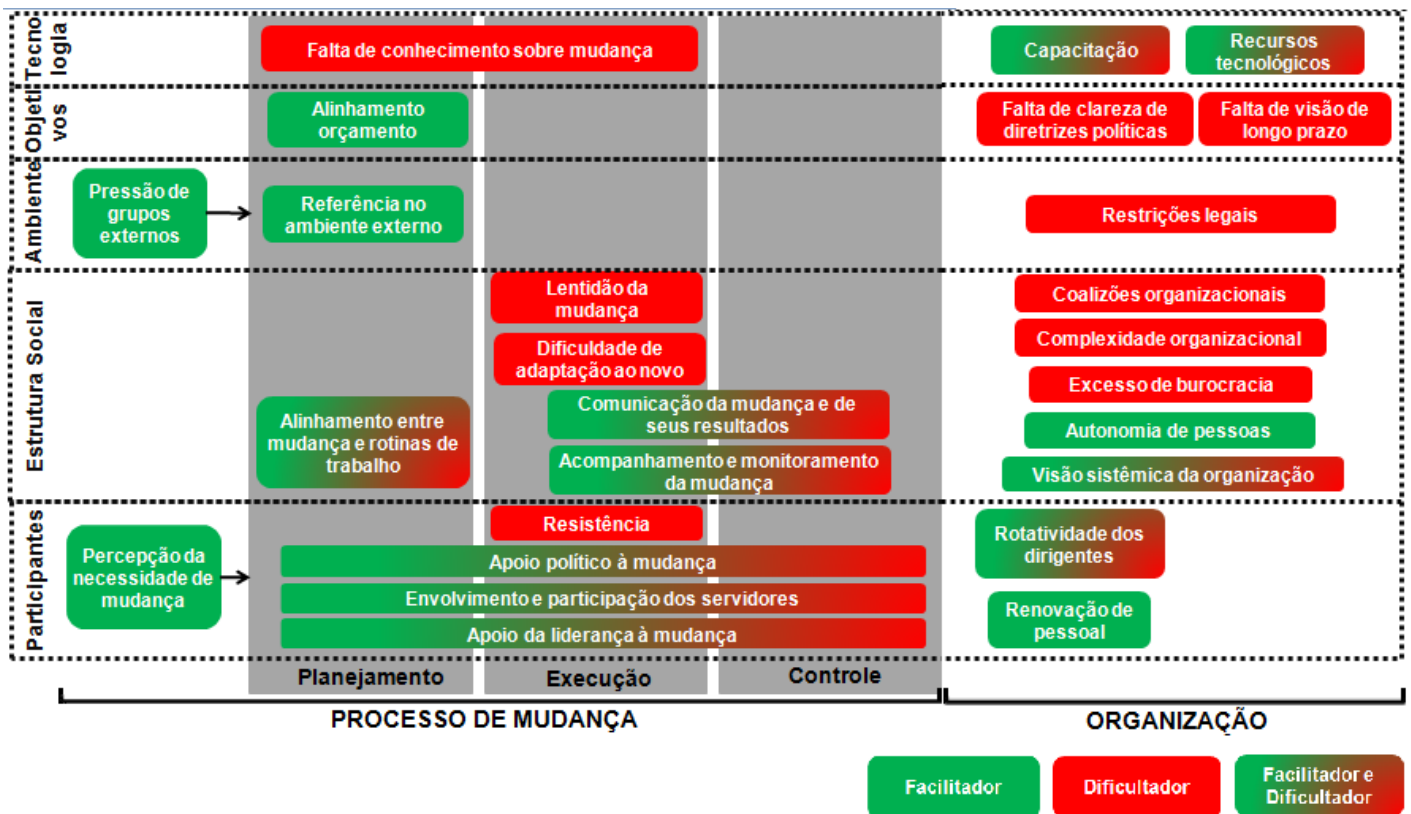 Tecno
logia
Falta de conhecimento sobre mudança
Capacitação
Recursos
tecnológicos
Objeti
vos
Alinhamento
orçamento
Falta de clareza de
diretrizes políticas
Falta de visão de
longo prazo
Ambiente
Pressão de
grupos
externos
Referência no
ambiente externo
Restrições legais
Estrutura Social
Lentidão da
mudança
Dificuldade de
adaptação ao novo
Alinhamento entre
mudança e rotinas de
trabalho
Comunicação da mudança e de
seus resultados
Acompanhamento e monitoramento
da mudança
Coalizões organizacionais
Complexidade organizacional
Excesso de burocracia
Autonomia de pessoas
Visão sistêmica da organização
Participantes
Percepção da
necessidade de
mudança
Resistência
Apoio político à mudança
Envolvimento e participação dos servidores
Apoio da liderança à mudança
Rotatividade dos
dirigentes
Renovação de
pessoal
Planejamento
Execução
Controle
PROCESSO DE MUDANÇA
ORGANIZAÇÃO
Facilitador
Dificultador
Facilitador e
Dificultador